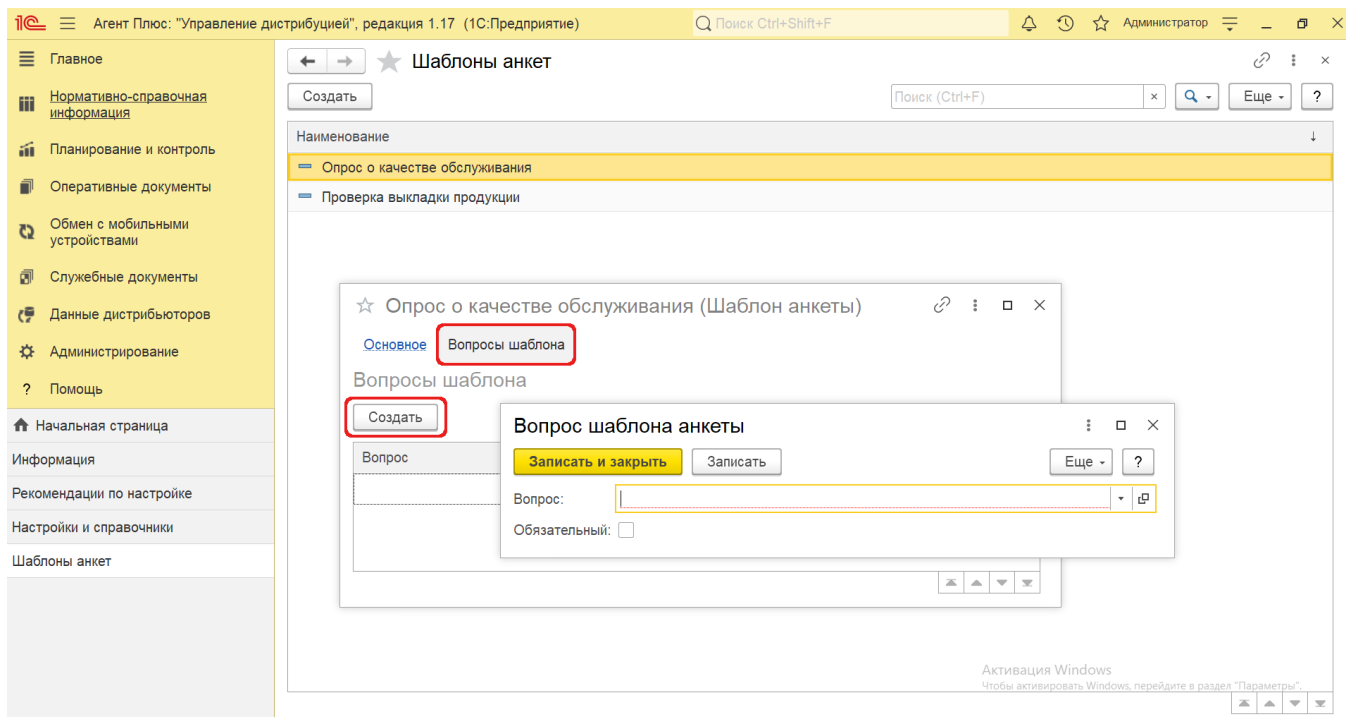 1С Агент Плюс: "Управление дистрибуцией", редакция 1.17 (1С:Предприятие) Поиск Ctrl+Shift+F Администратор
Главное
Нормативно-справочная
информация
Планирование и контроль
Оперативные документы
Обмен с мобильными
устройствами
Служебные документы
Данные дистрибьюторов
Администрирование
? Помощь
Начальная страница
Информация
Рекомендации по настройке
Настройки и справочники
Шаблоны анкет
Шаблоны анкет
Создать Поиск (Ctrl+F) × Еще ?
Наименование ↓
Опрос о качестве обслуживания
Проверка выкладки продукции
Опрос о качестве обслуживания (Шаблон анкеты)
Основное Вопросы шаблона
Вопросы шаблона
Создать
Вопрос
Вопрос шаблона анкеты
Записать и закрыть Записать Еще ?
Вопрос:
Обязательный:
Активация Windows
Чтобы активировать Windows, перейдите в раздел "Параметры".